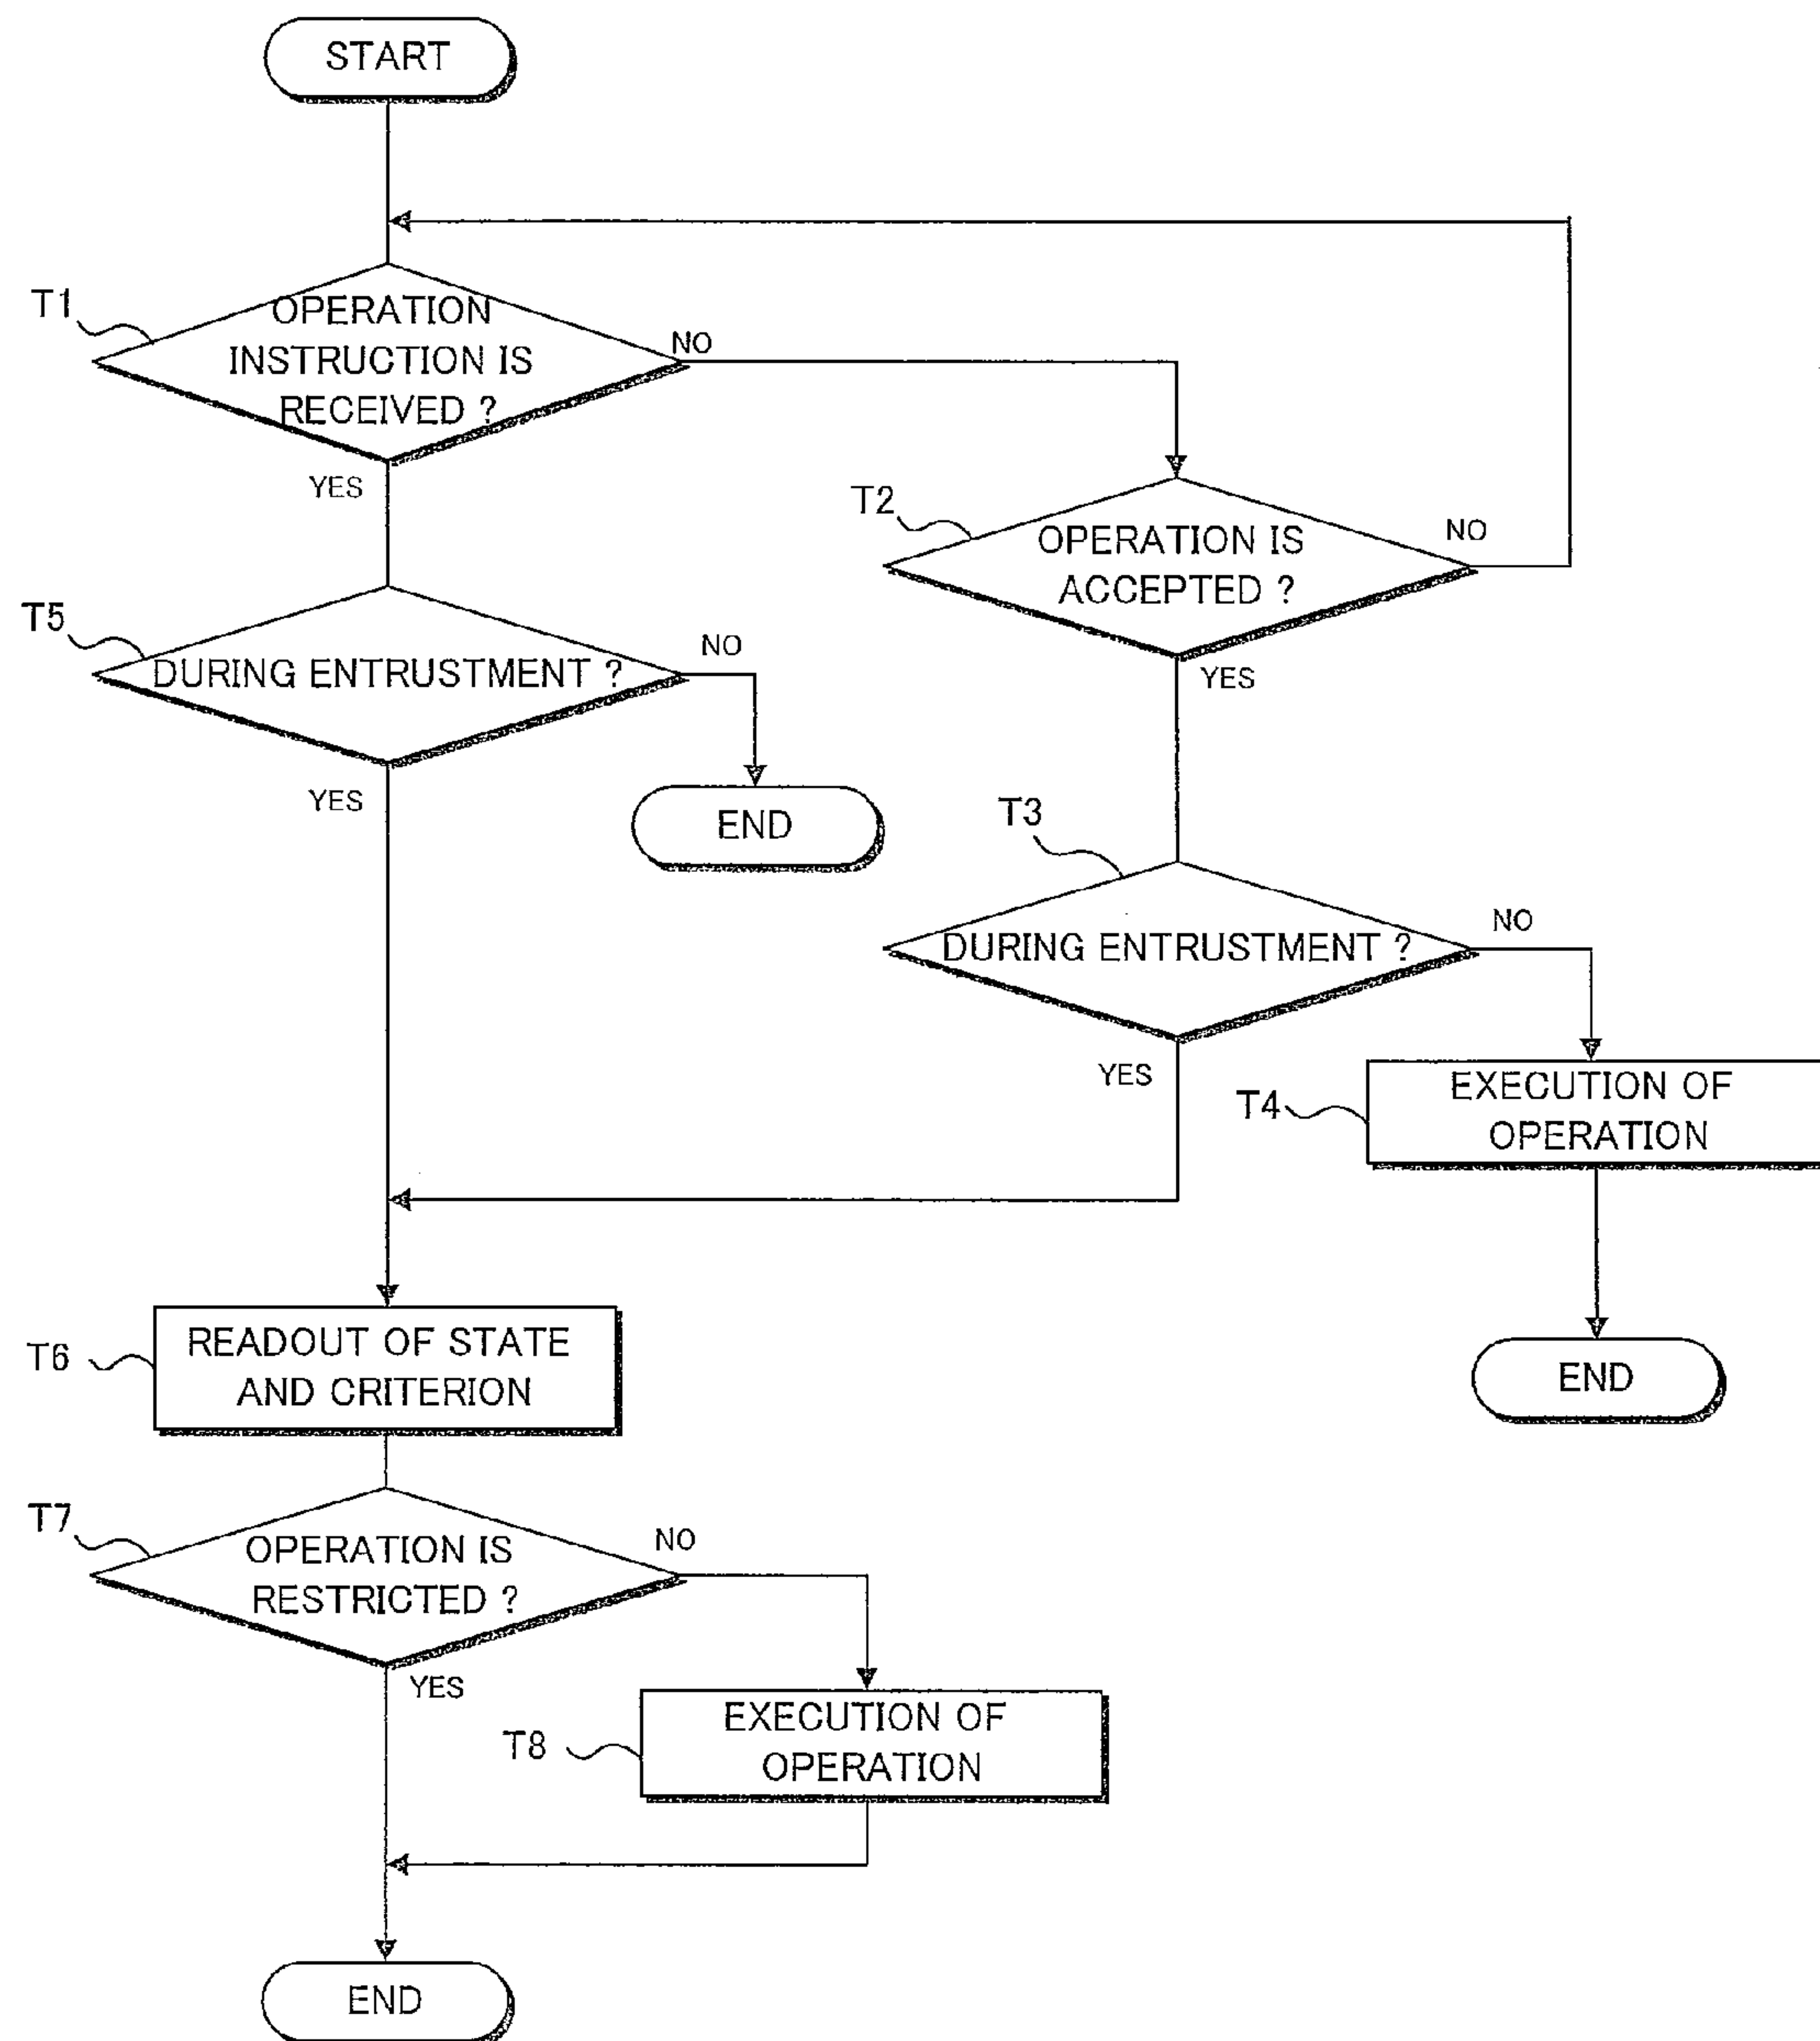 START
T1
OPERATION
INSTRUCTION IS
RECEIVED ?
NO
YES
T2
OPERATION IS
ACCEPTED ?
NO
YES
T5
DURING ENTRUSTMENT ?
NO
YES
END
T3
DURING ENTRUSTMENT ?
NO
YES
T4
EXECUTION OF
OPERATION
END
T6
READOUT OF STATE
AND CRITERION
T7
OPERATION IS
RESTRICTED ?
NO
YES
T8
EXECUTION OF
OPERATION
END